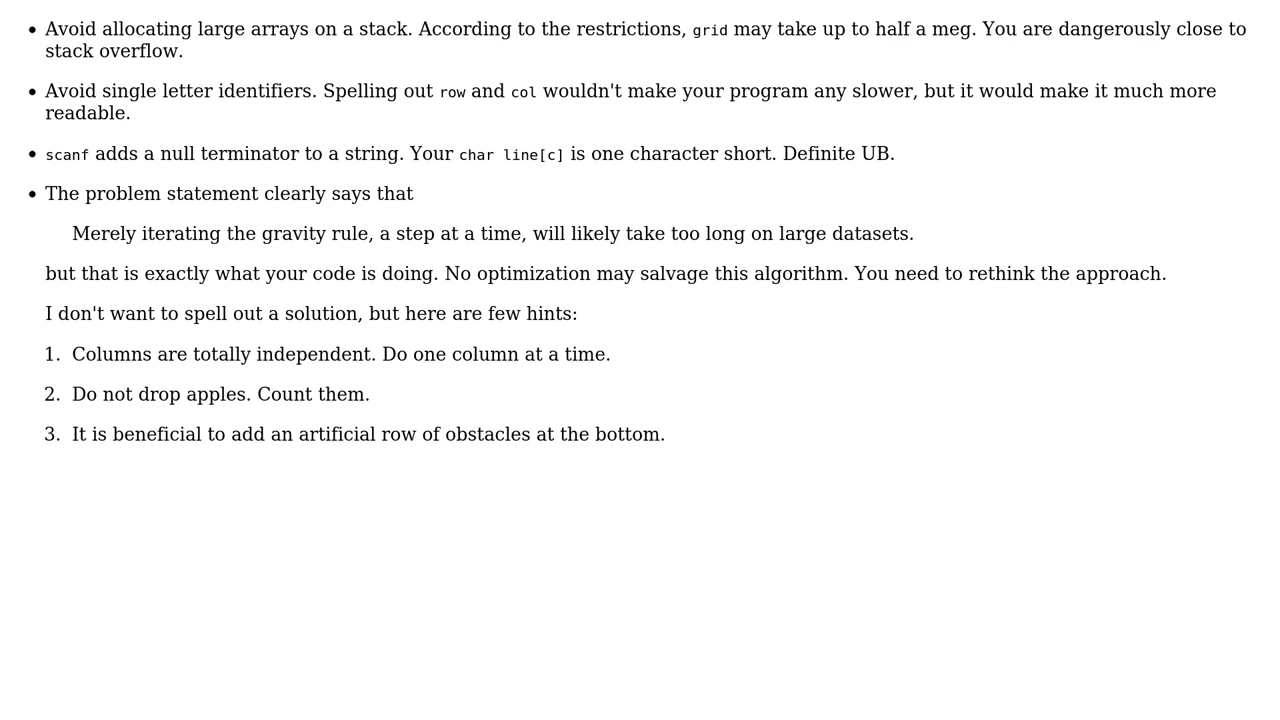 • Avoid allocating large arrays on a stack. According to the restrictions, grid may take up to half a meg. You are dangerously close to
stack overflow.
• Avoid single letter identifiers. Spelling out row and col wouldn't make your program any slower, but it would make it much more
readable.
• scanf adds a null terminator to a string. Your char line[c] is one character short. Definite UB.
• The problem statement clearly says that
Merely iterating the gravity rule, a step at a time, will likely take too long on large datasets.
but that is exactly what your code is doing. No optimization may salvage this algorithm. You need to rethink the approach.
I don't want to spell out a solution, but here are few hints:
1. Columns are totally independent. Do one column at a time.
2. Do not drop apples. Count them.
3. It is beneficial to add an artificial row of obstacles at the bottom.